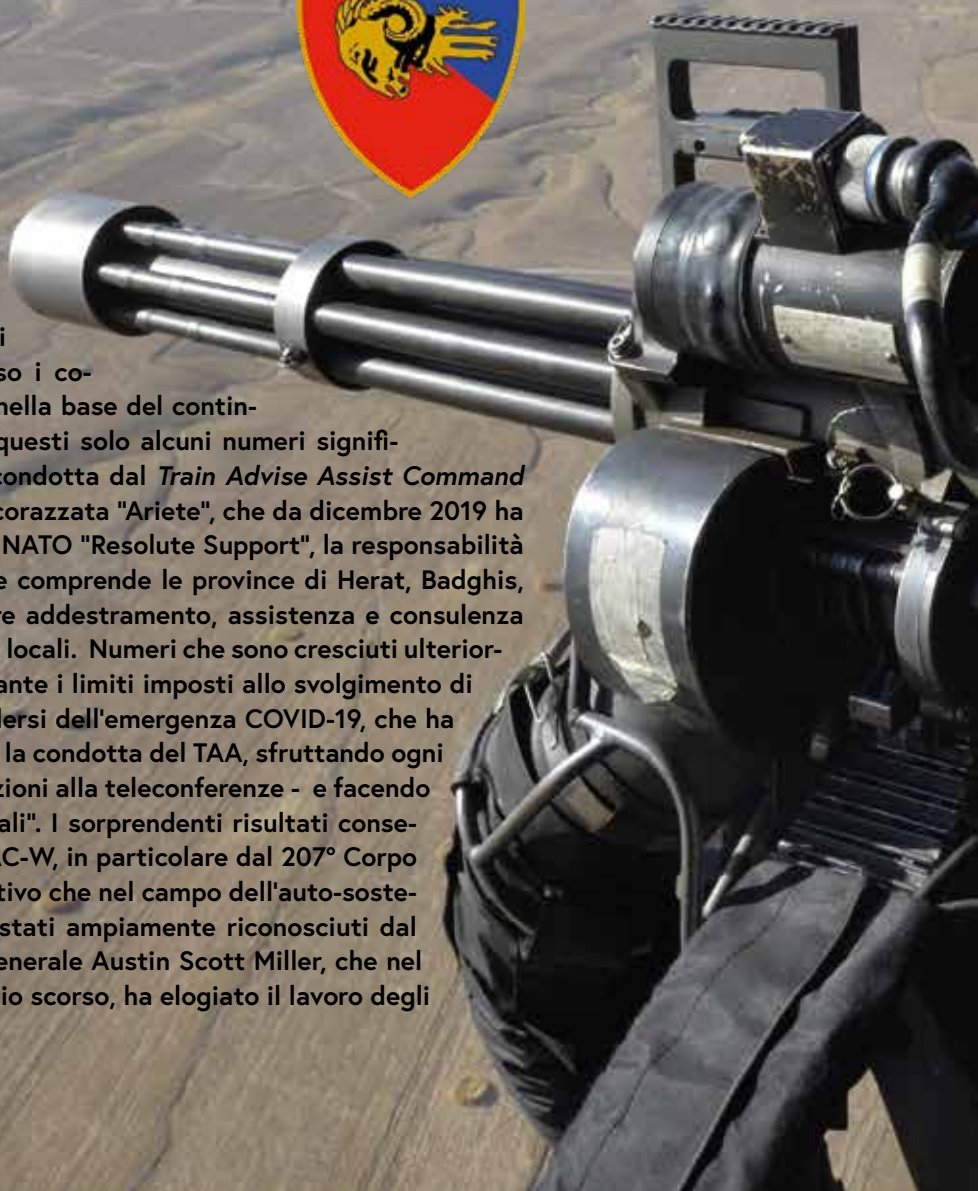 i
so i co-
nella base del contin-
questi solo alcuni numeri signifi-
condotta dal Train Advise Assist Command
corazzata "Ariete", che da dicembre 2019 ha
NATO "Resolute Support", la responsabilità
e comprende le province di Herat, Badghis,
re addestramento, assistenza e consulenza
locali. Numeri che sono cresciuti ulterior-
ante i limiti imposti allo svolgimento di
dersi dell'emergenza COVID-19, che ha
la condotta del TAA, sfruttando ogni
zioni alla teleconferenze - e facendo
ali". I sorprendenti risultati conse-
AC-W, in particolare dal 207° Corpo
tivo che nel campo dell'auto-soste-
stati ampiamente riconosciuti dal
enerale Austin Scott Miller, che nel
io scorso, ha elogiato il lavoro degli